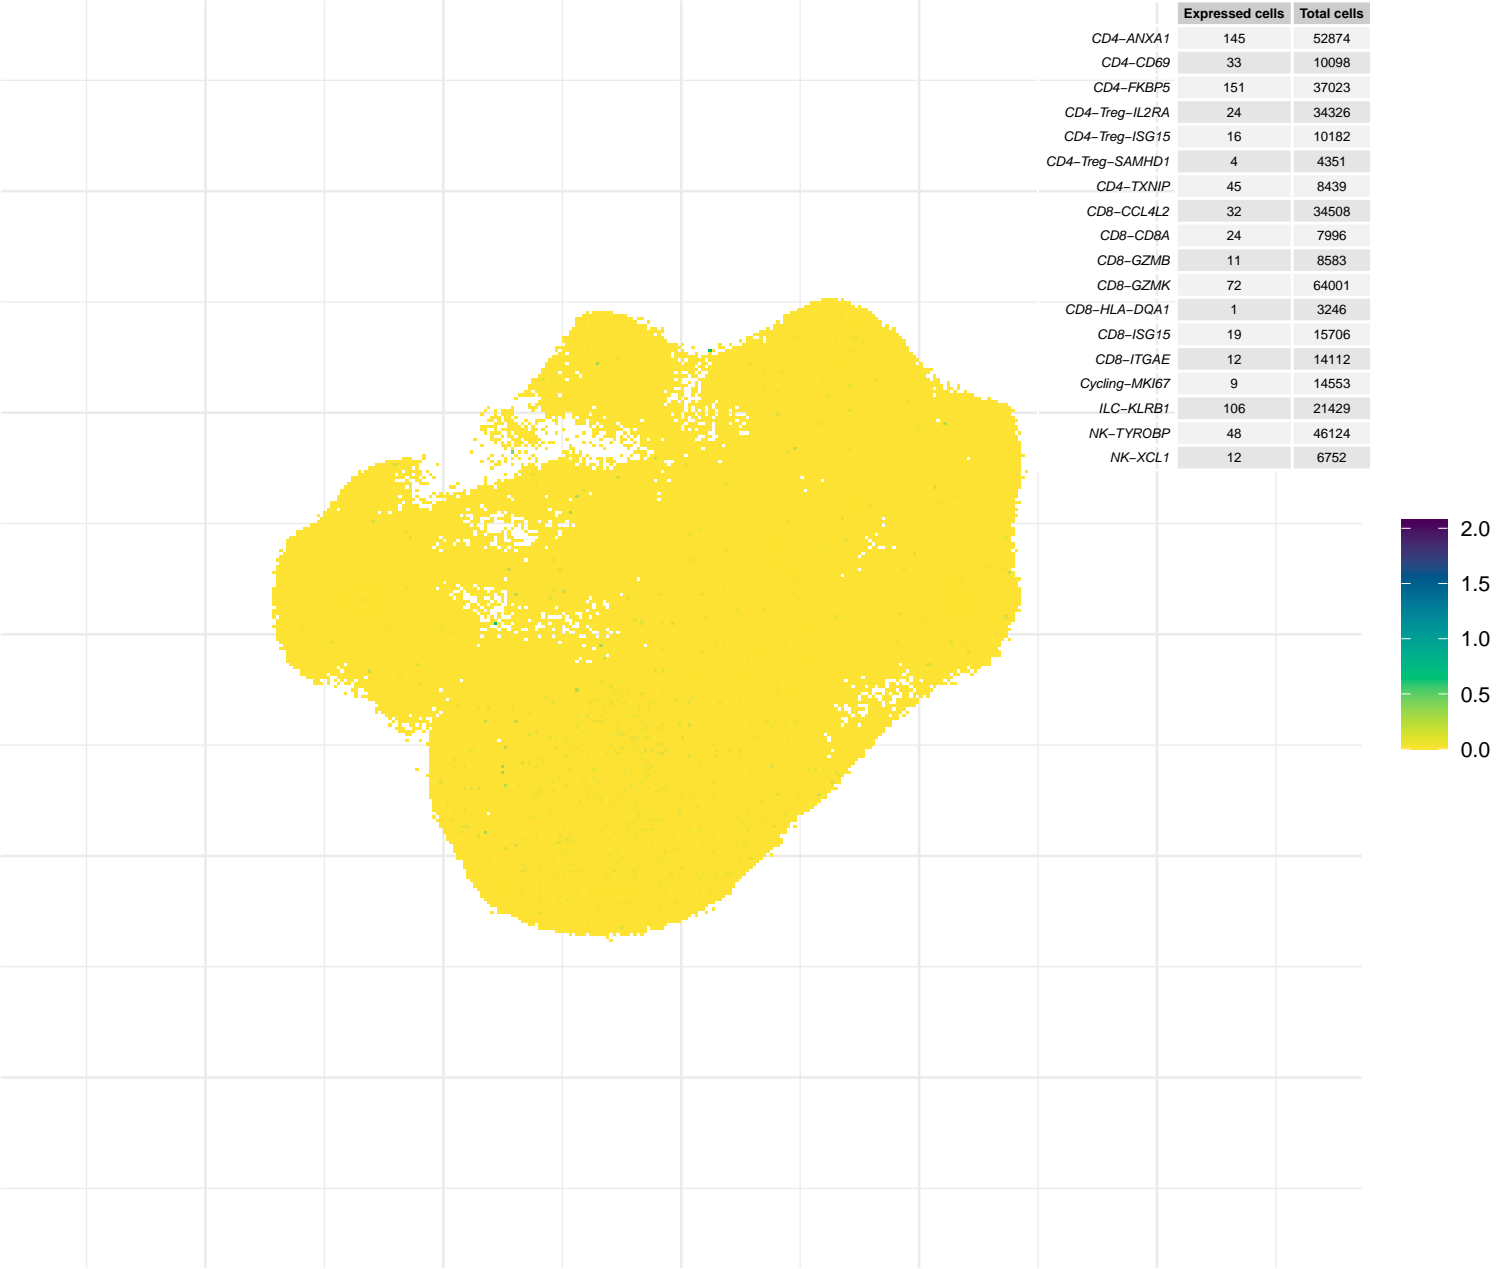 Expressed cells Total cells
CD4−ANXA1 145 52874
CD4−CD69 33 10098
CD4−FKBP5 151 37023
CD4−Treg−IL2RA 24 34326
CD4−Treg−ISG15 16 10182
CD4−Treg−SAMHD1 4 4351
CD4−TXNIP 45 8439
CD8−CCL4L2 32 34508
CD8−CD8A 24 7996
CD8−GZMB 11 8583
CD8−GZMK 72 64001
CD8−HLA−DQA1 1 3246
CD8−ISG15 19 15706
CD8−ITGAE 12 14112
Cycling−MKI67 9 14553
ILC−KLRB1 106 21429
NK−TYROBP 48 46124
NK−XCL1 12 6752
2.0
1.5
1.0
0.5
0.0